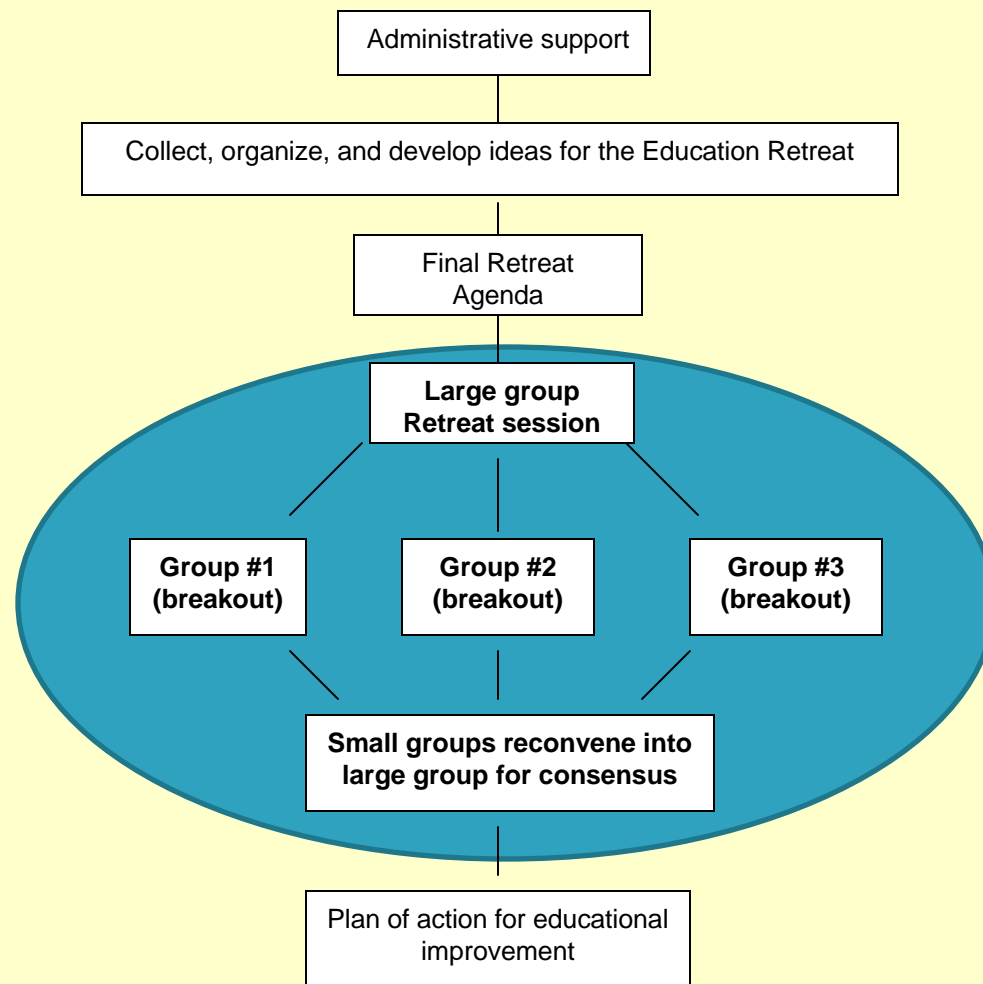 Administrative support
Collect, organize, and develop ideas for the Education Retreat
Final Retreat
Agenda
Large group
Retreat session
Group #1
(breakout)
Group #2
(breakout)
Group #3
(breakout)
Small groups reconvene into
large group for consensus
Plan of action for educational
improvement